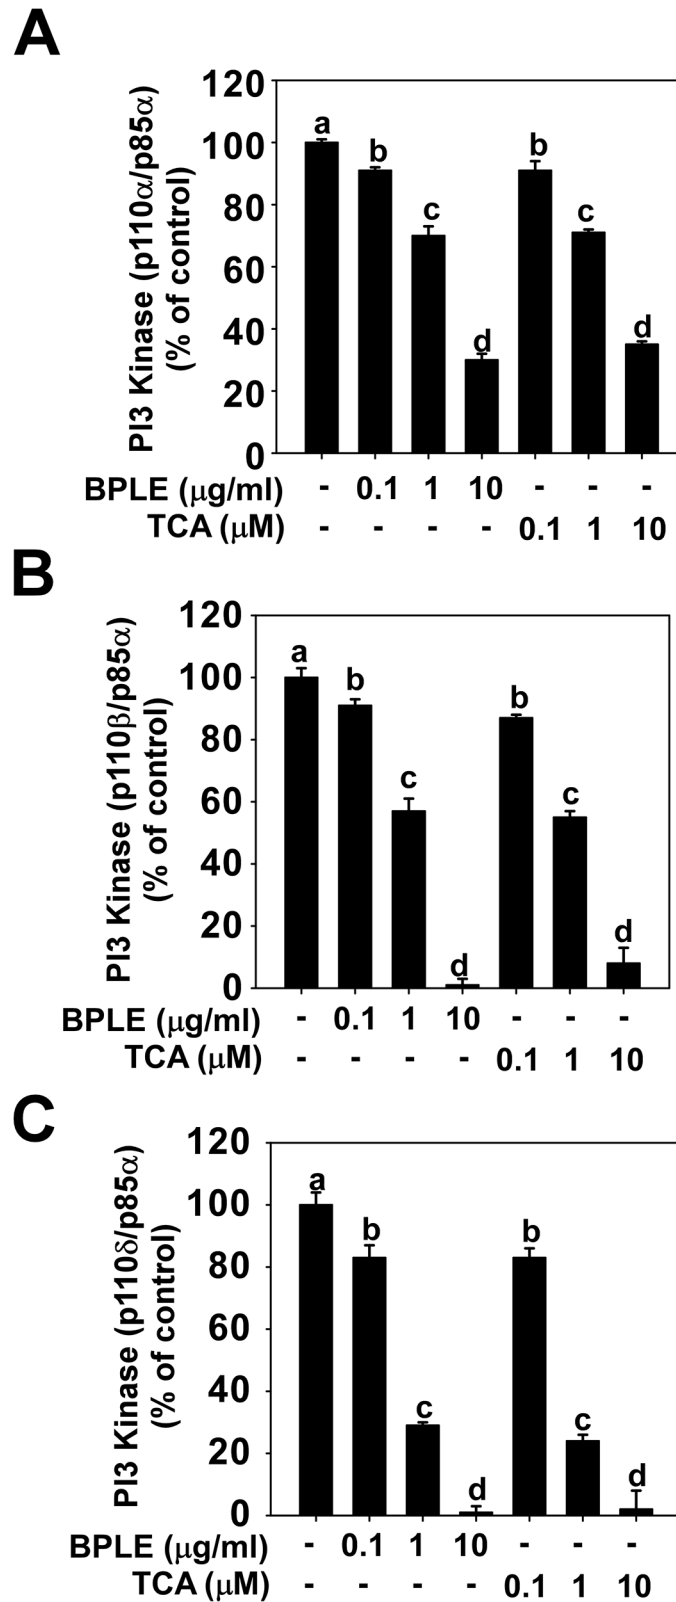 A
PI3 Kinase (p110α/p85α)
(% of control)
120
100
80
60
40
20
0
a b c d b c d
BPLE (μg/ml) - 0.1 1 10 - - -
TCA (μM) - - - - 0.1 1 10
B
PI3 Kinase (p110β/p85α)
(% of control)
120
100
80
60
40
20
0
a b c d b c d
BPLE (μg/ml) - 0.1 1 10 - - -
TCA (μM) - - - - 0.1 1 10
C
PI3 Kinase (p110δ/p85α)
(% of control)
120
100
80
60
40
20
0
a b c d b c d
BPLE (μg/ml) - 0.1 1 10 - - -
TCA (μM) - - - - 0.1 1 10